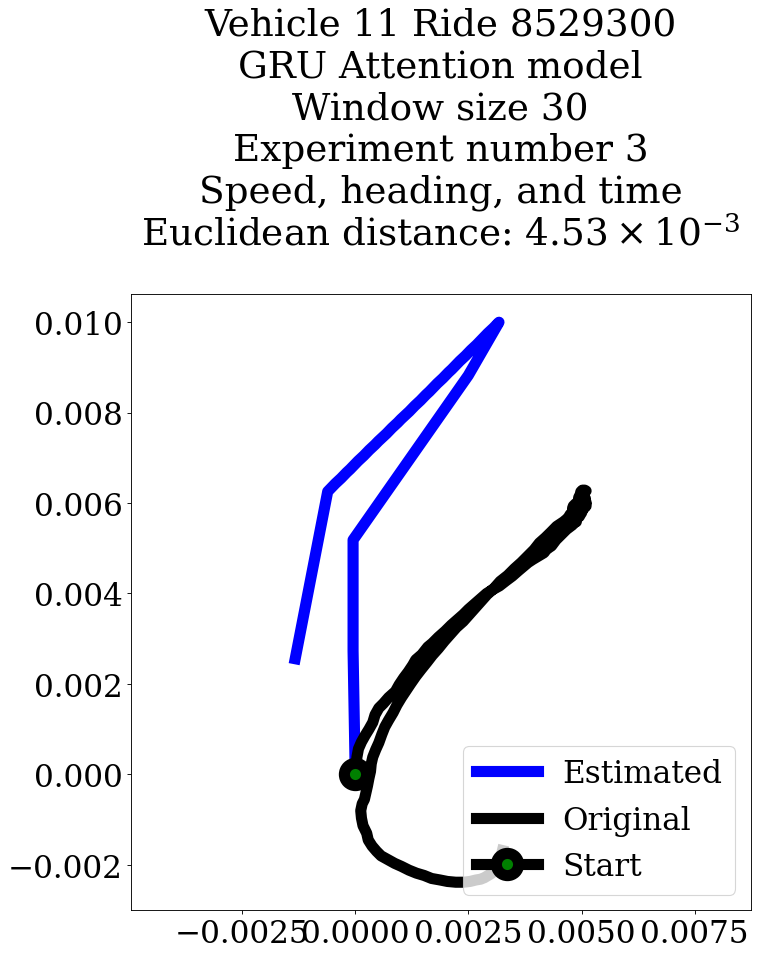 Vehicle 11 Ride 8529300
GRU Attention model
Window size 30
Experiment number 3
Speed, heading, and time
Euclidean distance: 4.53 × 10⁻³
0.010
0.008
0.006
0.004
0.002
0.000
−0.002
Estimated
Original
Start
−0.0025 0.0000 0.0025 0.0050 0.0075